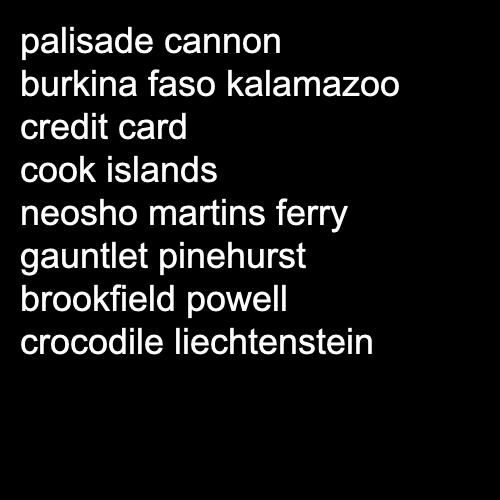 palisade cannon
burkina faso kalamazoo
credit card
cook islands
neosho martins ferry
gauntlet pinehurst
brookfield powell
crocodile liechtenstein